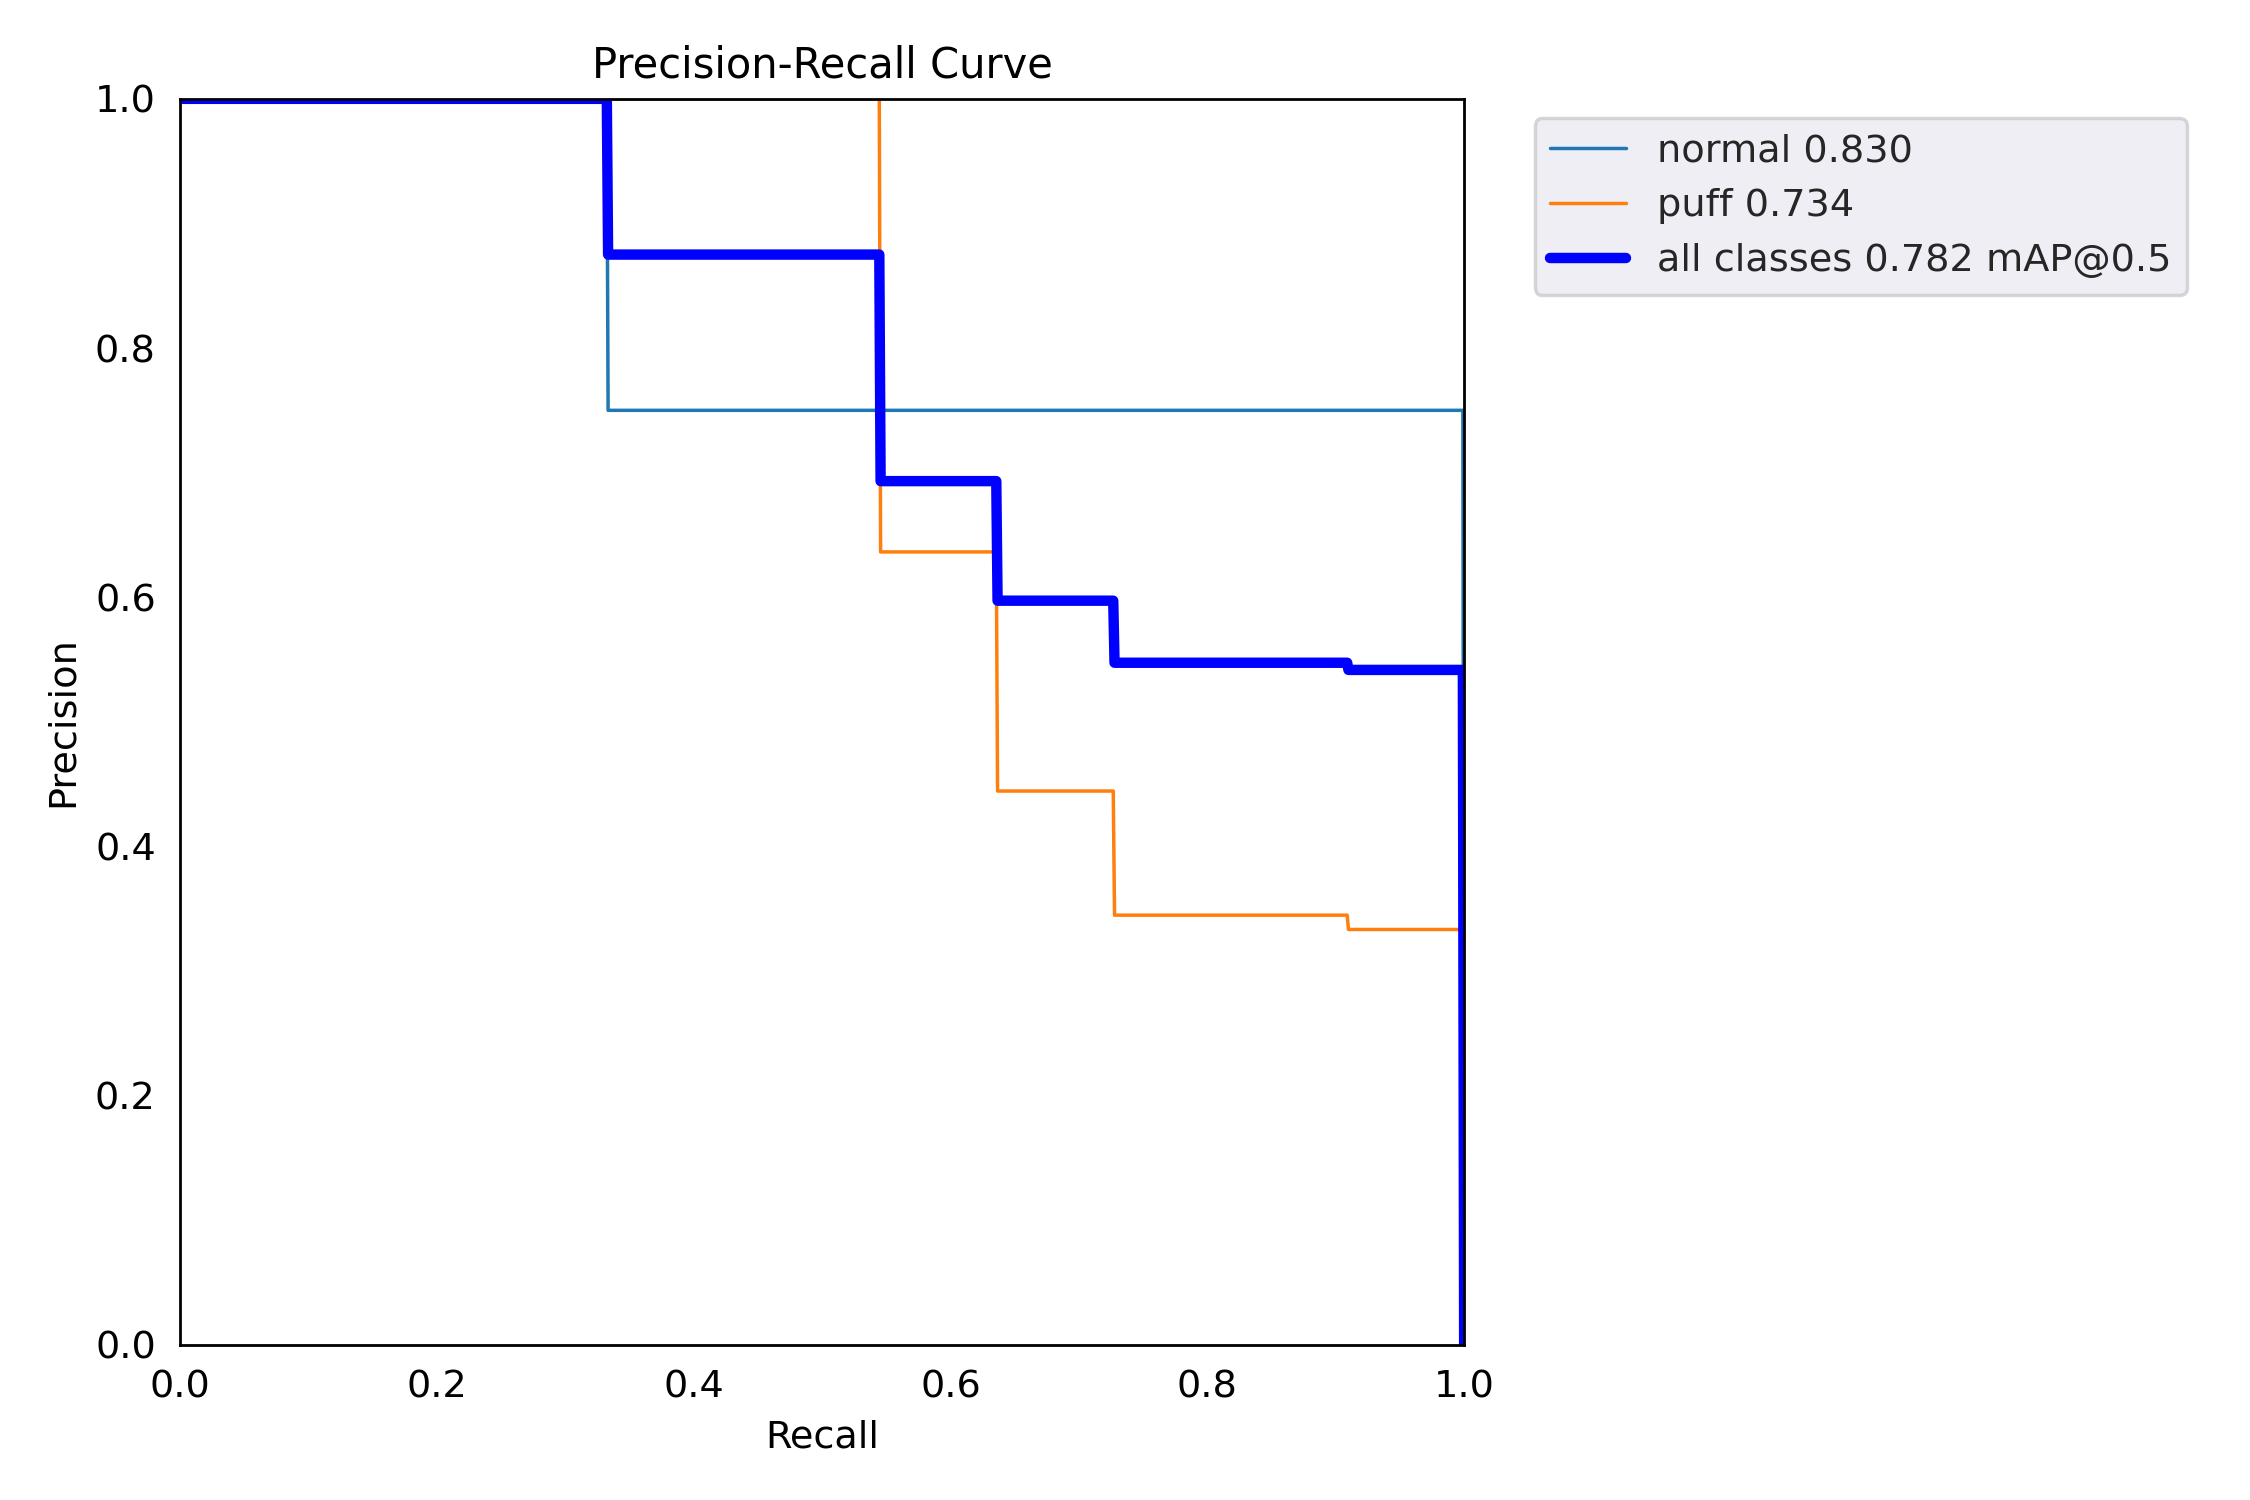 Precision-Recall Curve
1.0
0.8
0.6
0.4
0.2
0.0
Precision
0.0 0.2 0.4 0.6 0.8 1.0
Recall
normal 0.830
puff 0.734
all classes 0.782 mAP@0.5